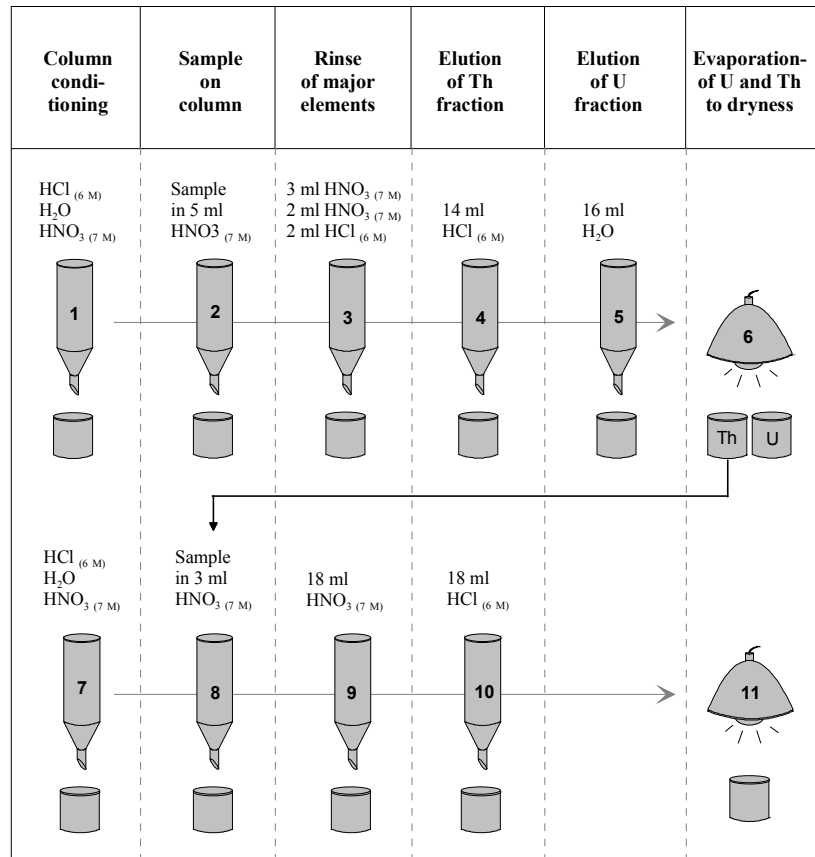 Column
condi-
tioning
Sample
on
column
Rinse
of major
elements
Elution
of Th
fraction
Elution
of U
fraction
Evaporation-
of U and Th
to dryness
HCl (6 M)
H₂O
HNO₃ (7 M)
Sample
in 5 ml
HNO3 (7 M)
3 ml HNO₃ (7 M)
2 ml HNO₃ (7 M)
2 ml HCl (6 M)
14 ml
HCl (6 M)
16 ml
H₂O
1
2
3
4
5
6
Th
U
HCl (6 M)
H₂O
HNO₃ (7 M)
Sample
in 3 ml
HNO₃ (7 M)
18 ml
HNO₃ (7 M)
18 ml
HCl (6 M)
7
8
9
10
11